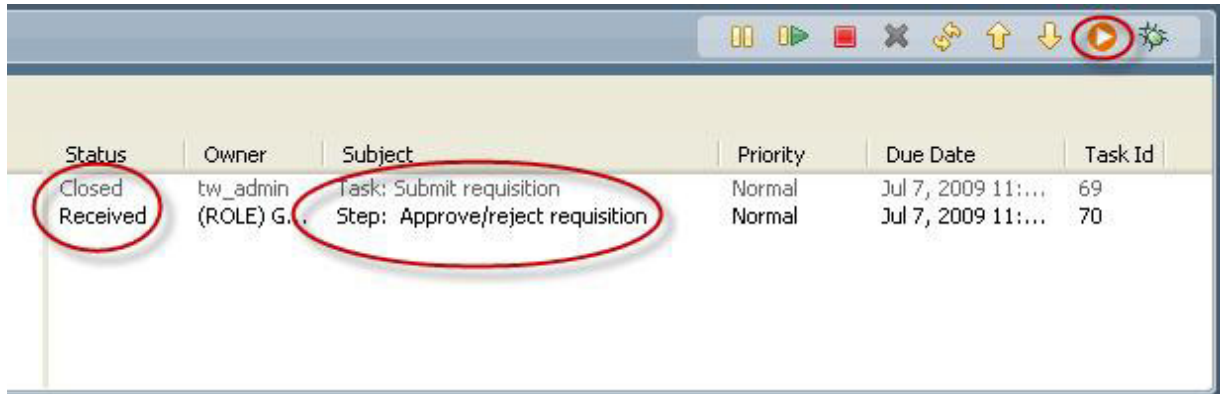 Status Owner Subject Priority Due Date Task Id
Closed tw_admin Task: Submit requisition Normal Jul 7, 2009 11:... 69
Received (ROLE) G... Step: Approve/reject requisition Normal Jul 7, 2009 11:... 70